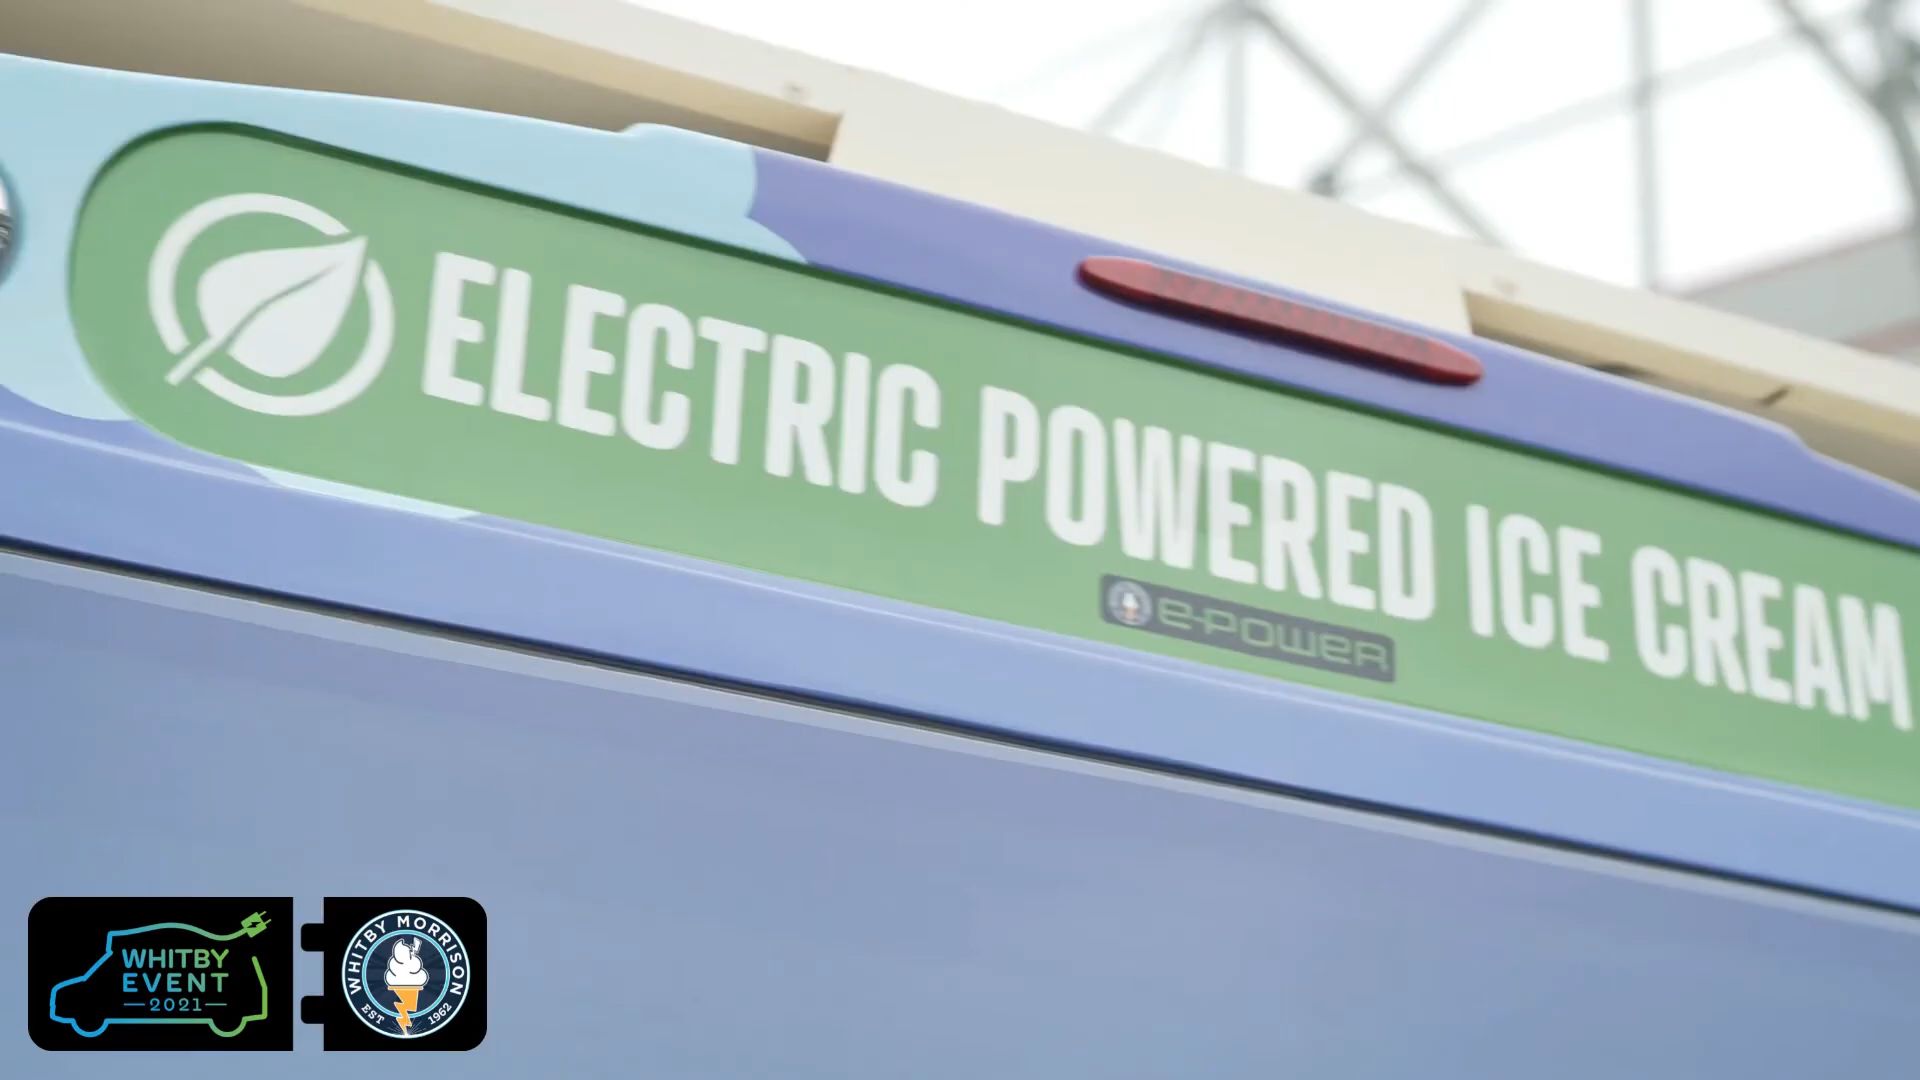 ELECTRIC POWERED ICE CREAM
e-POWER
WHITBY
EVENT
2021
WHITBY MORRISON
EST 1962